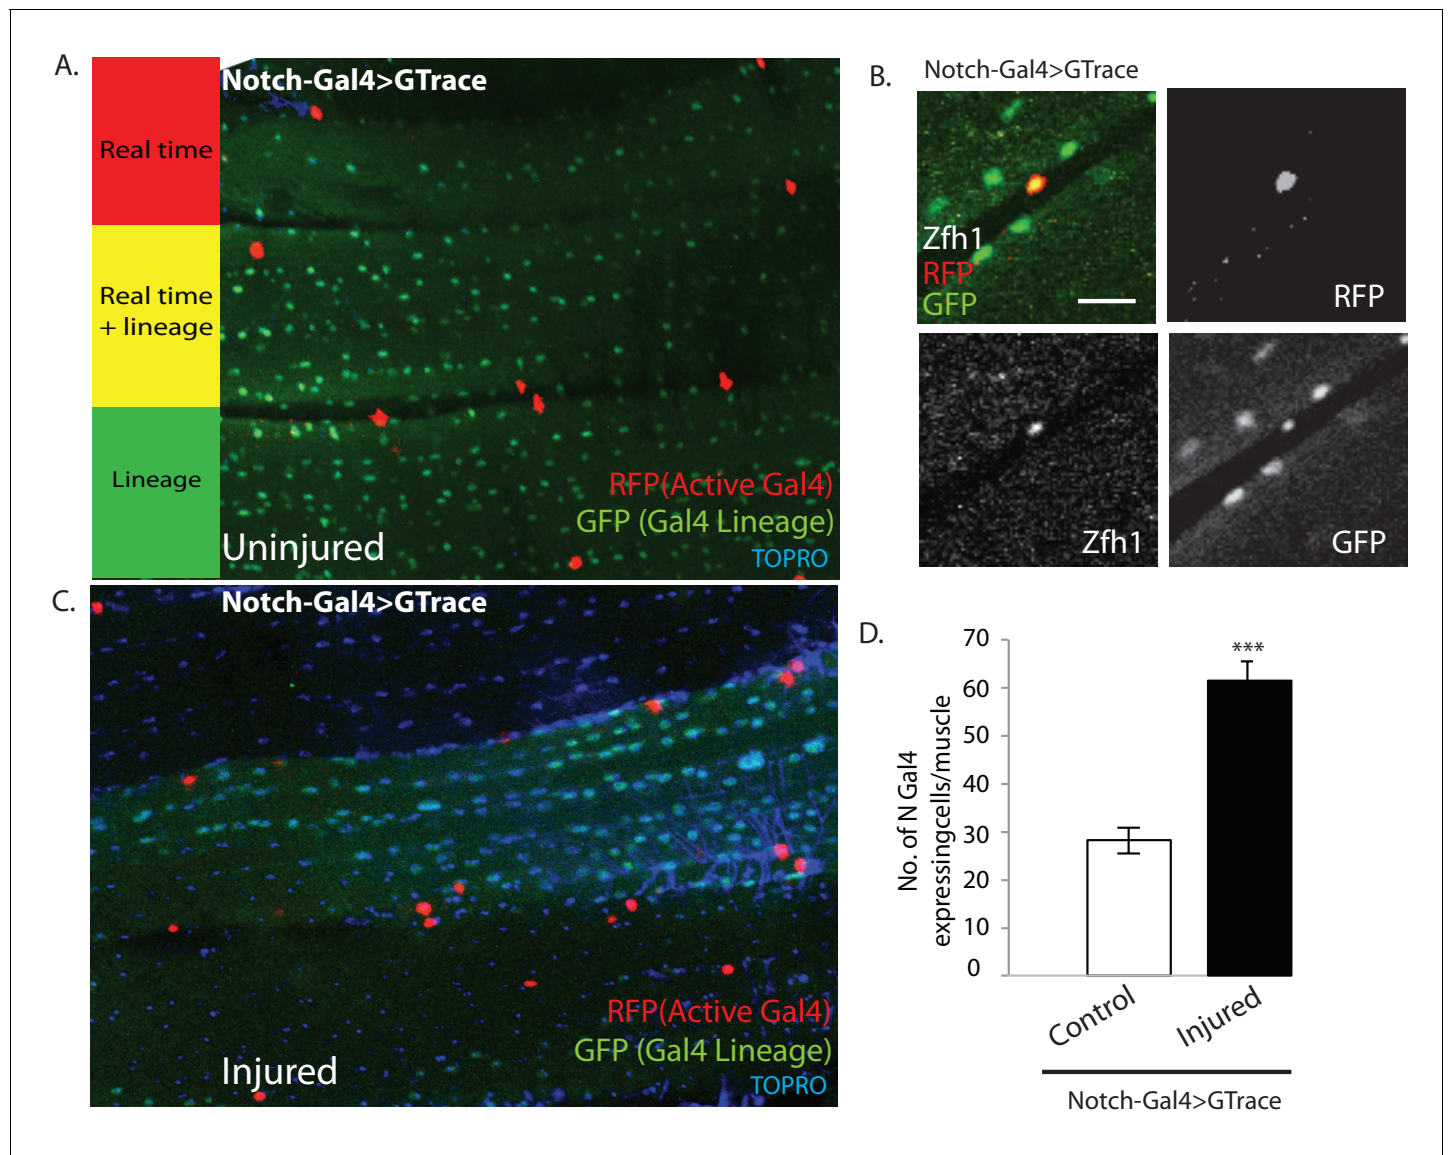 A.
Notch-Gal4>GTrace
Real time
Real time
+ lineage
Lineage
RFP(Active Gal4)
GFP (Gal4 Lineage)
TOPRO
Uninjured
B.
Notch-Gal4>GTrace
Zfh1
RFP
GFP
RFP
Zfh1
GFP
C.
Notch-Gal4>GTrace
RFP(Active Gal4)
GFP (Gal4 Lineage)
TOPRO
Injured
D.
No. of N Gal4
expressingcells/muscle
70
60
50
40
30
20
10
0
***
Control
Injured
Notch-Gal4>GTrace